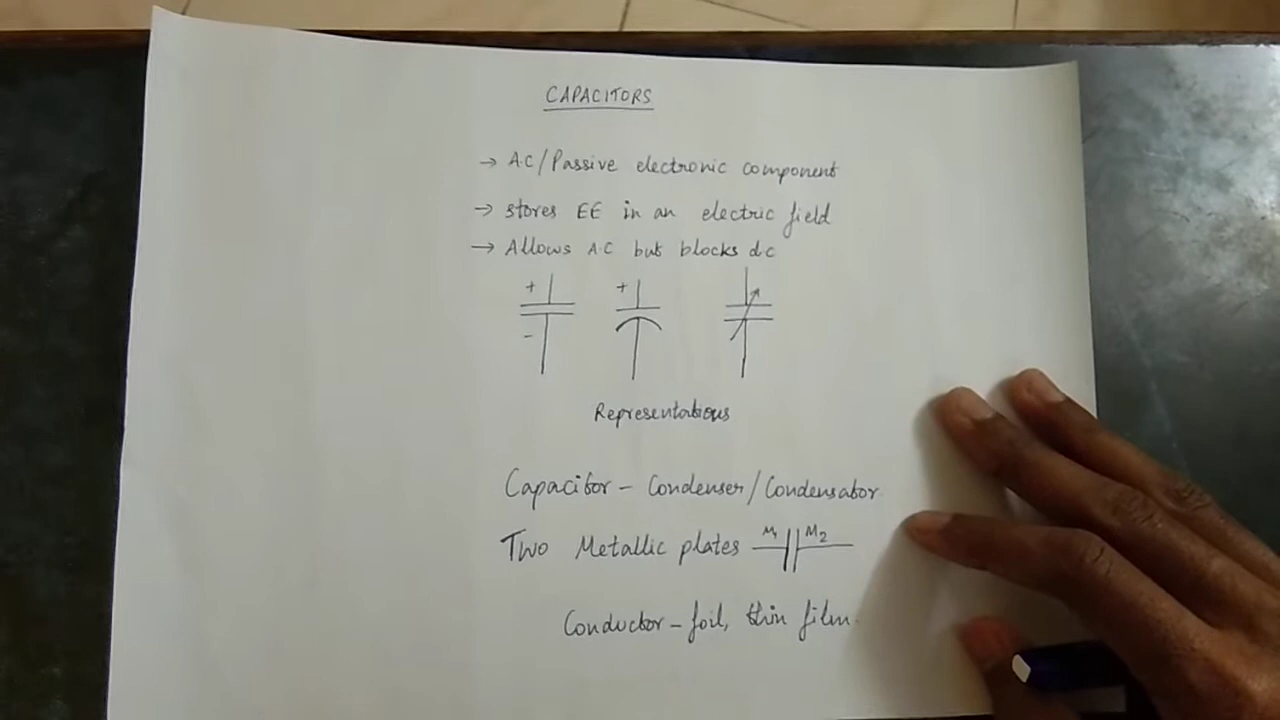 CAPACITORS
→ A.C/Passive electronic component
→ stores EE in an electric field
→ Allows A.C but blocks d.c
+ + 
-
Representations
Capacitor - Condenser/Condensator
Two Metallic plates M1 M2
Conductor - foil, thin film.